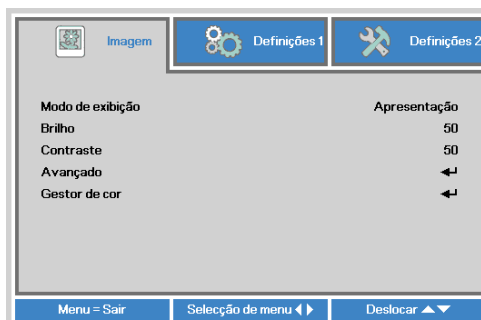 Imagem Definições 1 Definições 2
Modo de exibição Apresentação
Brilho 50
Contraste 50
Avançado
Gestor de cor
Menu = Sair Selecção de menu Deslocar